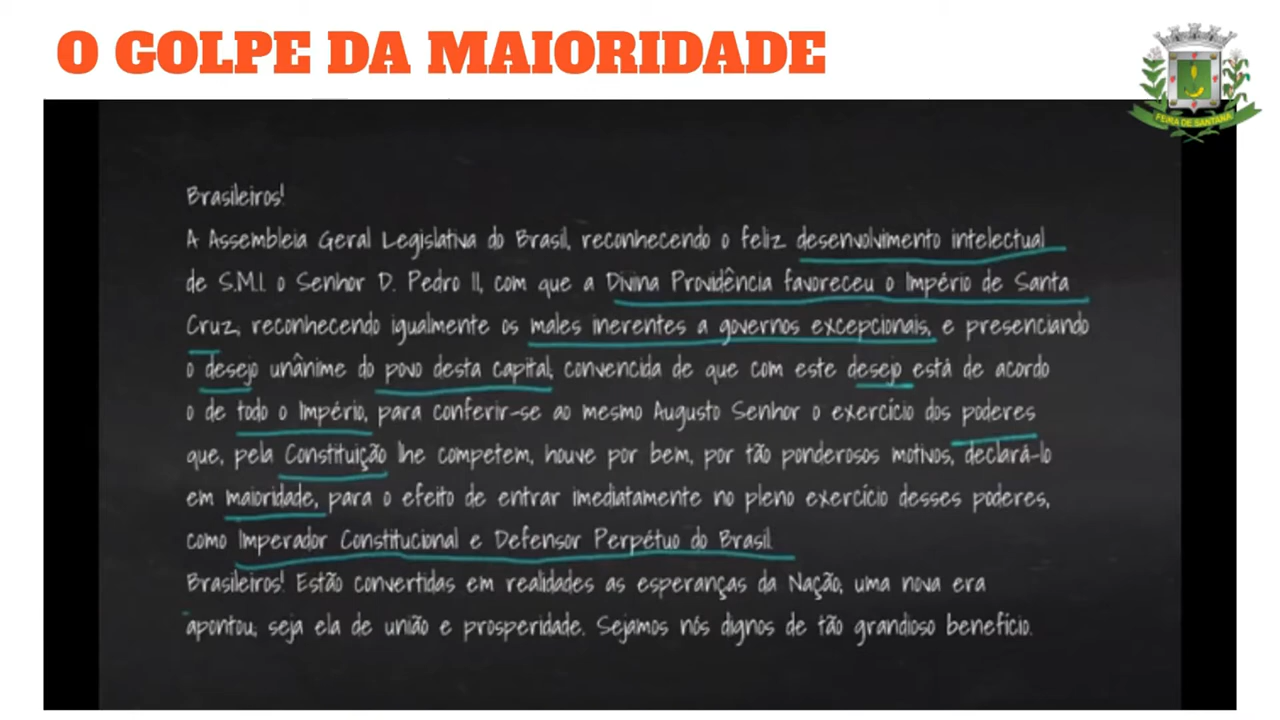 O GOLPE DA MAIORIDADE
FEIRA DE SANTANA
Brasileiros!
A Assembleia Geral Legislativa do Brasil, reconhecendo o feliz desenvolvimento intelectual
de S.M.I. o Senhor D. Pedro II, com que a Divina Providência favoreceu o Império de Santa
Cruz, reconhecendo igualmente os males inerentes a governos excepcionais, e presenciando
o desejo unânime do povo desta capital; convencida de que com este desejo está de acordo
o de todo o Império, para conferir-se ao mesmo Augusto Senhor o exercício dos poderes
que, pela Constituição lhe competem, houve por bem, por tão ponderosos motivos, declará-lo
em maioridade, para o efeito de entrar imediatamente no pleno exercício desses poderes,
como Imperador Constitucional e Defensor Perpétuo do Brasil.
Brasileiros! Estão convertidas em realidades as esperanças da Nação; uma nova era
apontou; seja ela de união e prosperidade. Sejamos nós dignos de tão grandioso benefício.